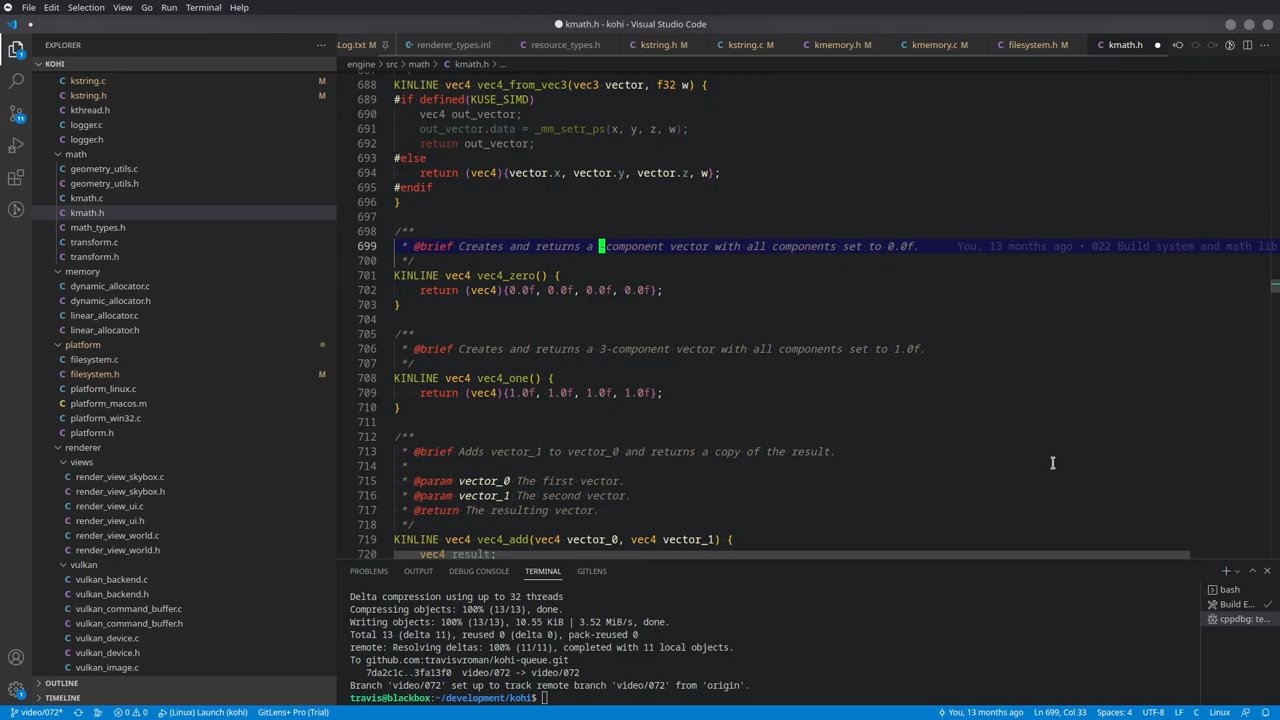 File Edit Selection View Go Run Terminal Help
kmath.h - kohi - Visual Studio Code
EXPLORER
Log.txt M renderer_types.inl resource_types.h kstring.h M kstring.c M kmemory.h M kmemory.c M filesystem.h M kmath.h
KOHI
engine > src > math > C kmath.h > ...
kstring.c M
kstring.h M
kthread.h
logger.c
logger.h
math
geometry_utils.c
geometry_utils.h
kmath.c
kmath.h
math_types.h
transform.c
transform.h
memory
dynamic_allocator.c
dynamic_allocator.h
linear_allocator.c
linear_allocator.h
platform
filesystem.c
filesystem.h M
platform_linux.c
platform_macos.m
platform_win32.c
platform.h
renderer
views
render_view_skybox.c
render_view_skybox.h
render_view_ui.c
render_view_ui.h
render_view_world.c
render_view_world.h
vulkan
vulkan_backend.c
vulkan_backend.h
vulkan_command_buffer.c
vulkan_command_buffer.h
vulkan_device.c
vulkan_device.h
vulkan_image.c
OUTLINE
TIMELINE
688 KINLINE vec4 vec4_from_vec3(vec3 vector, f32 w) {
689 #if defined(KUSE_SIMD)
690 vec4 out_vector;
691 out_vector.data = _mm_setr_ps(x, y, z, w);
692 return out_vector;
693 #else
694 return (vec4){vector.x, vector.y, vector.z, w};
695 #endif
696 }
697
698 /**
699 * @brief Creates and returns a component vector with all components set to 0.0f. You, 13 months ago • 022 Build system and math lib
700 */
701 KINLINE vec4 vec4_zero() {
702 return (vec4){0.0f, 0.0f, 0.0f, 0.0f};
703 }
704
705 /**
706 * @brief Creates and returns a 3-component vector with all components set to 1.0f.
707 */
708 KINLINE vec4 vec4_one() {
709 return (vec4){1.0f, 1.0f, 1.0f, 1.0f};
710 }
711
712 /**
713 * @brief Adds vector_1 to vector_0 and returns a copy of the result.
714 *
715 * @param vector_0 The first vector.
716 * @param vector_1 The second vector.
717 * @return The resulting vector.
718 */
719 KINLINE vec4 vec4_add(vec4 vector_0, vec4 vector_1) {
720 vec4 result;
PROBLEMS OUTPUT DEBUG CONSOLE TERMINAL GITLENS
Delta compression using up to 32 threads
Compressing objects: 100% (13/13), done.
Writing objects: 100% (13/13), 10.55 KiB | 3.52 MiB/s, done.
Total 13 (delta 11), reused 0 (delta 0), pack-reused 0
remote: Resolving deltas: 100% (11/11), completed with 11 local objects.
To github.com:travisvroman/kohi-queue.git
7da2c1c..3fa13f0 video/072 -> video/072
Branch 'video/072' set up to track remote branch 'video/072' from 'origin'.
travis@blackbox:~/development/kohi$
bash
Build E...
cppdbg: te...
video/072* 0 0 (Linux) Launch (kohi) GitLens+ Pro (Trial) You, 13 months ago Ln 699, Col 33 Spaces: 4 UTF-8 LF C Linux